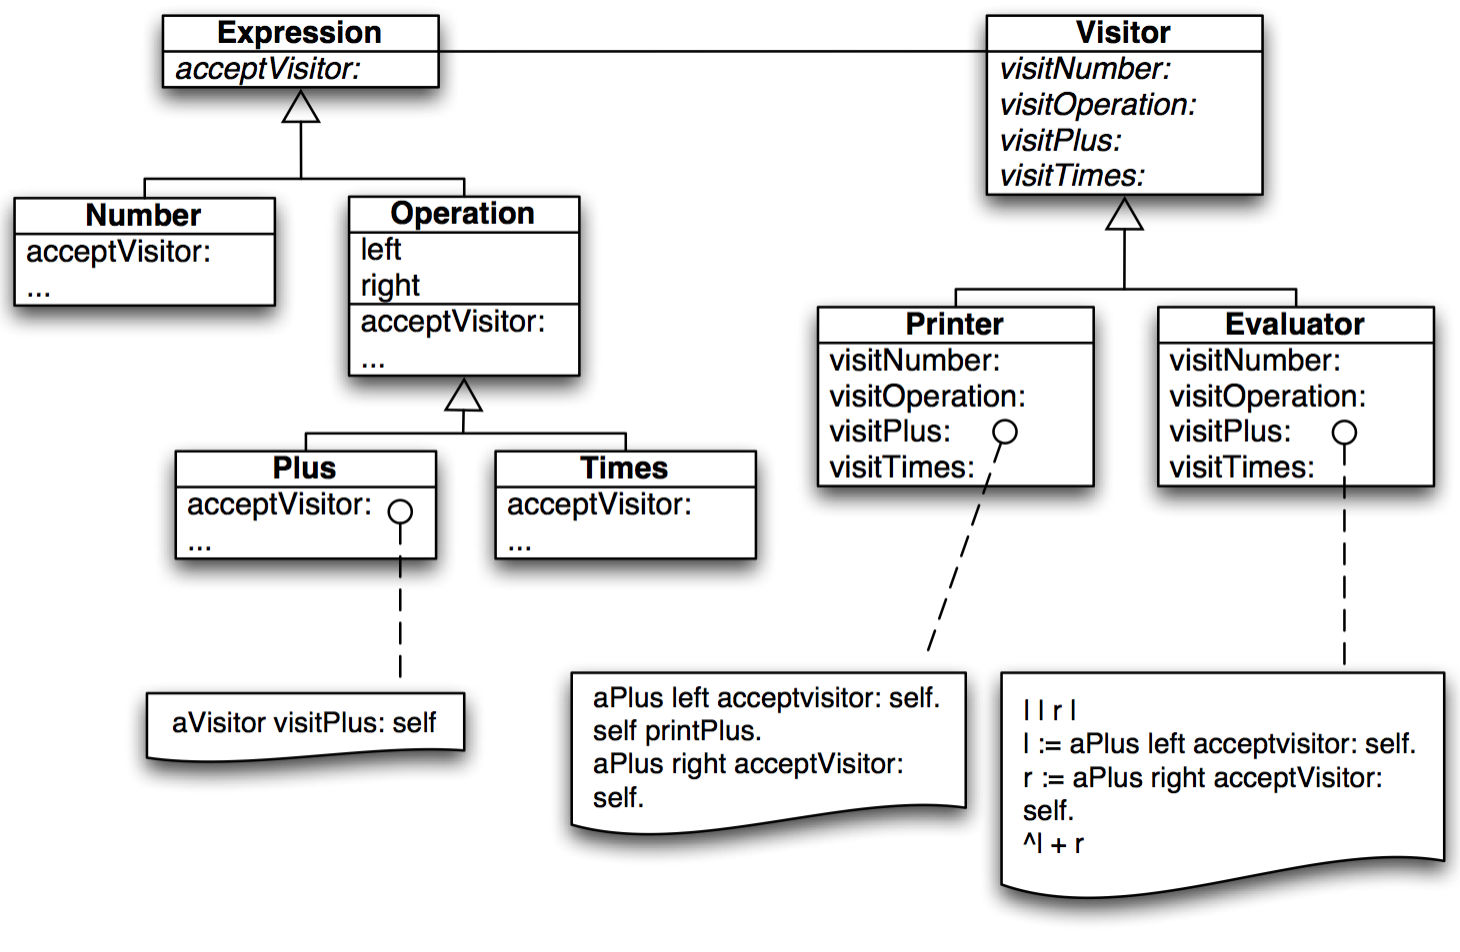 Expression
acceptVisitor:
Visitor
visitNumber:
visitOperation:
visitPlus:
visitTimes:
Number
acceptVisitor:
...
Operation
left
right
acceptVisitor:
...
Plus
acceptVisitor:
...
Times
acceptVisitor:
...
Printer
visitNumber:
visitOperation:
visitPlus:
visitTimes:
Evaluator
visitNumber:
visitOperation:
visitPlus:
visitTimes:
aVisitor visitPlus: self
aPlus left acceptvisitor: self.
self printPlus.
aPlus right acceptVisitor:
self.
| l r |
l := aPlus left acceptvisitor: self.
r := aPlus right acceptVisitor:
self.
^l + r